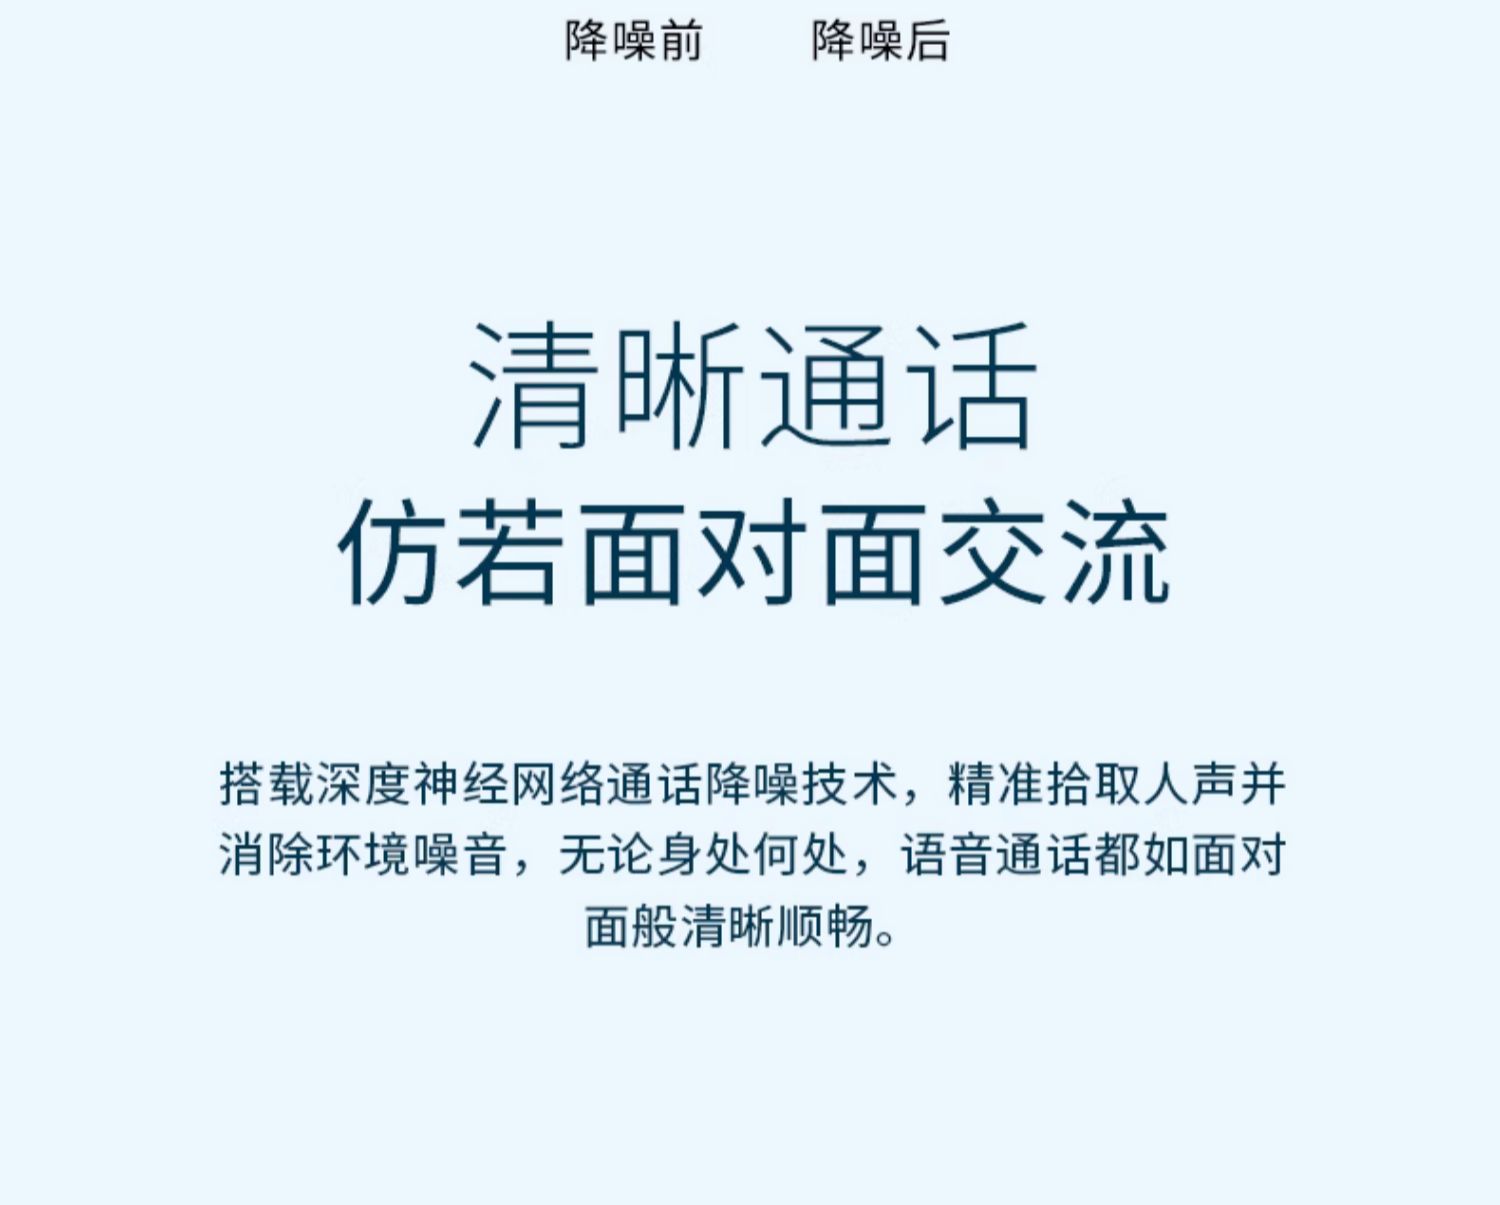 降噪前 降噪后
清晰通话
仿若面对面交流
搭载深度神经网络通话降噪技术，精准拾取人声并
消除环境噪音，无论身处何处，语音通话都如面对
面般清晰顺畅。